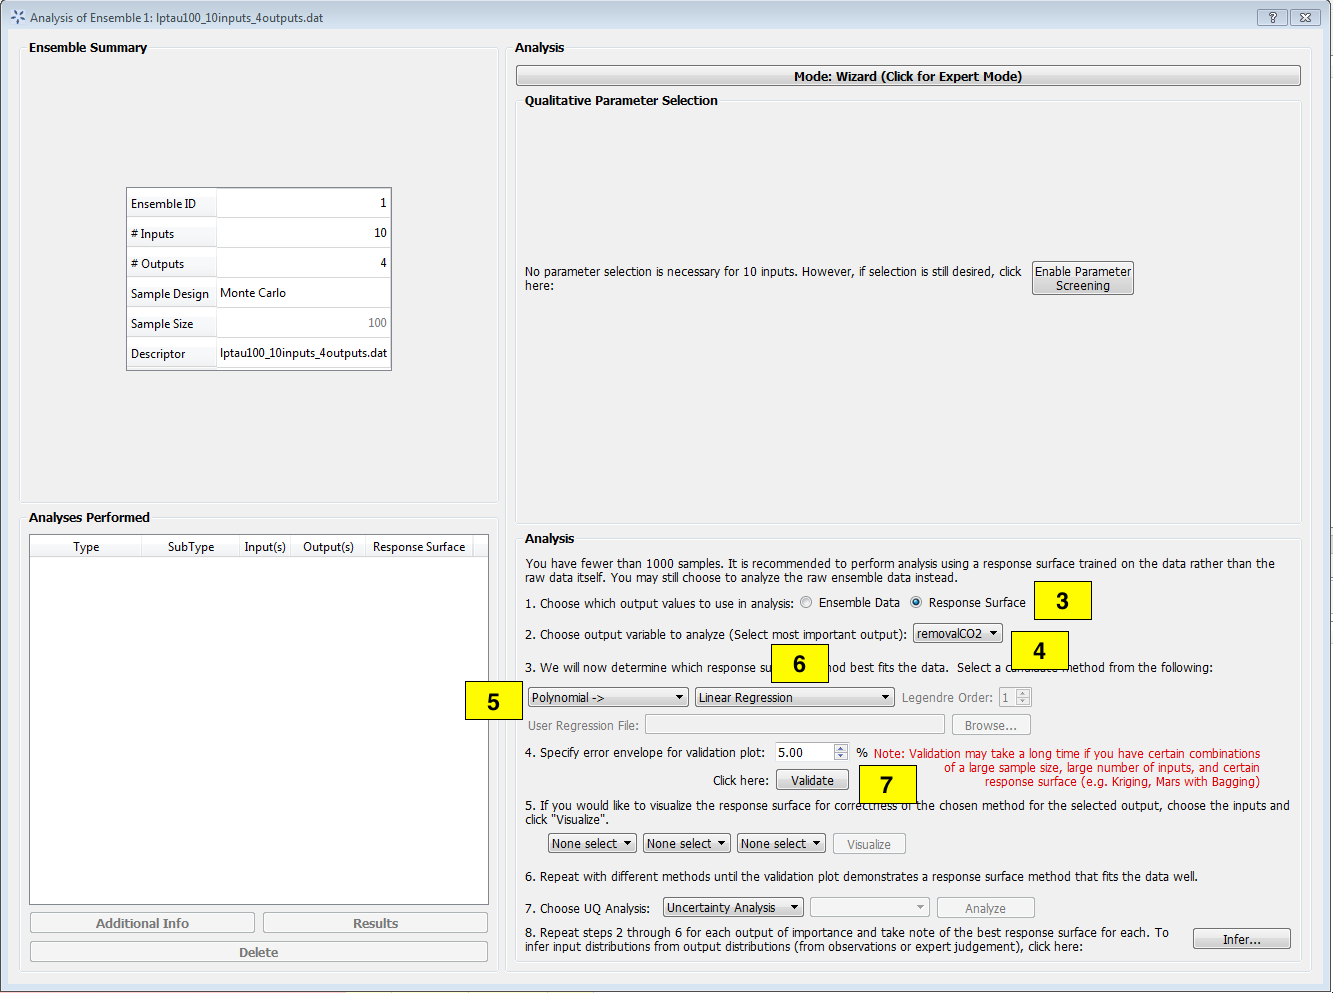 Analysis of Ensemble 1: lptau100_10inputs_4outputs.dat
?
Ensemble Summary
Ensemble ID 1
# Inputs 10
# Outputs 4
Sample Design Monte Carlo
Sample Size 100
Descriptor lptau100_10inputs_4outputs.dat
Analyses Performed
Type SubType Input(s) Output(s) Response Surface
Additional Info Results
Delete
Analysis
Mode: Wizard (Click for Expert Mode)
Qualitative Parameter Selection
No parameter selection is necessary for 10 inputs. However, if selection is still desired, click
here:
Enable Parameter
Screening
Analysis
You have fewer than 1000 samples. It is recommended to perform analysis using a response surface trained on the data rather than the
raw data itself. You may still choose to analyze the raw ensemble data instead.
1. Choose which output values to use in analysis: Ensemble Data Response Surface 3
2. Choose output variable to analyze (Select most important output): removalCO2 4
6
3. We will now determine which response su hod best fits the data. Select a method from the following:
5 Polynomial -> Linear Regression Legendre Order: 1
User Regression File: Browse...
4. Specify error envelope for validation plot: 5.00 % Note: Validation may take a long time if you have certain combinations
of a large sample size, large number of inputs, and certain
response surface (e.g. Kriging, Mars with Bagging)
Click here: Validate 7
5. If you would like to visualize the response surface for correctness of the chosen method for the selected output, choose the inputs and
click "Visualize".
None select None select None select Visualize
6. Repeat with different methods until the validation plot demonstrates a response surface method that fits the data well.
7. Choose UQ Analysis: Uncertainty Analysis Analyze
8. Repeat steps 2 through 6 for each output of importance and take note of the best response surface for each. To
infer input distributions from output distributions (from observations or expert judgement), click here:
Infer...